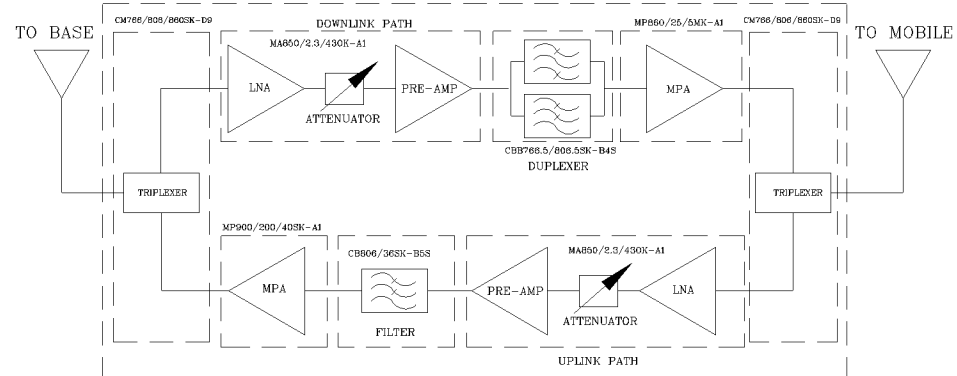 CM766/806/860SK-D9
DOWNLINK PATH
MP860/25/5MK-A1
CM766/806/860SK-D9
TO BASE
TO MOBILE
MA850/2.3/430K-A1
LNA
PRE-AMP
MPA
ATTENUATOR
CBB766.5/806.5SK-B4S
DUPLEXER
TRIPLEXER
TRIPLEXER
MP900/200/40SK-A1
CB806/36SK-B5S
MA850/2.3/430K-A1
MPA
PRE-AMP
LNA
ATTENUATOR
FILTER
UPLINK PATH